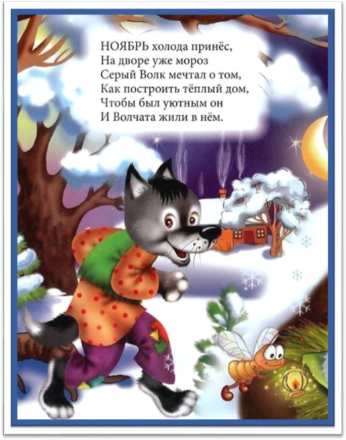 НОЯБРЬ холода принёс,
На дворе уже мороз
Серый Волк мечтал о том,
Как построить тёплый дом,
Чтобы был уютным он
И Волчата жили в нём.